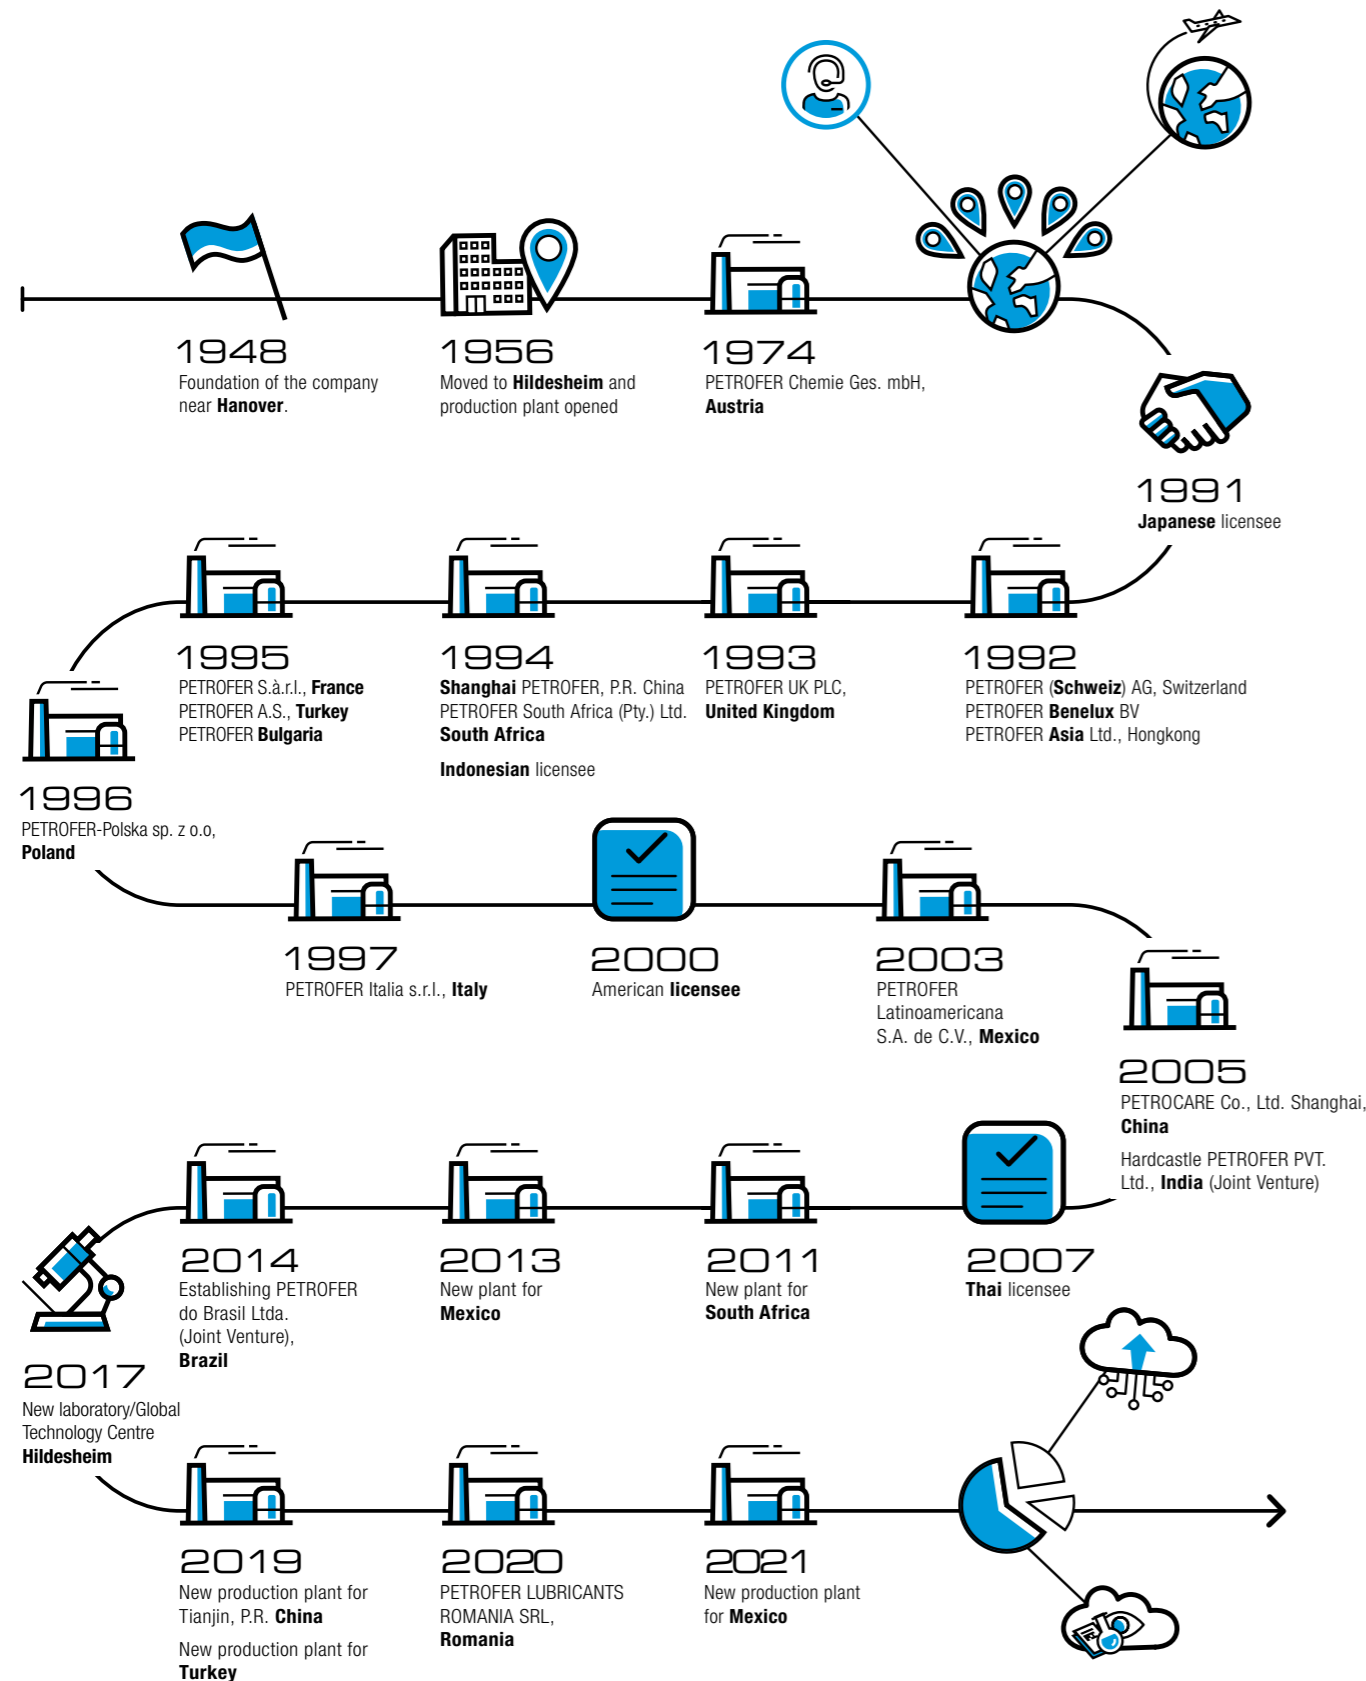 1948
Foundation of the company
near Hanover.
1956
Moved to Hildesheim and
production plant opened
1974
PETROFER Chemie Ges. mbH,
Austria
1991
Japanese licensee
1992
PETROFER (Schweiz) AG, Switzerland
PETROFER Benelux BV
PETROFER Asia Ltd., Hongkong
1993
PETROFER UK PLC,
United Kingdom
1994
Shanghai PETROFER, P.R. China
PETROFER South Africa (Pty.) Ltd.
South Africa
Indonesian licensee
1995
PETROFER S.à.r.l., France
PETROFER A.S., Turkey
PETROFER Bulgaria
1996
PETROFER-Polska sp. z o.o,
Poland
1997
PETROFER Italia s.r.l., Italy
2000
American licensee
2003
PETROFER
Latinoamericana
S.A. de C.V., Mexico
2005
PETROCARE Co., Ltd. Shanghai,
China
Hardcastle PETROFER PVT.
Ltd., India (Joint Venture)
2007
Thai licensee
2011
New plant for
South Africa
2013
New plant for
Mexico
2014
Establishing PETROFER
do Brasil Ltda.
(Joint Venture),
Brazil
2017
New laboratory/Global
Technology Centre
Hildesheim
2019
New production plant for
Tianjin, P.R. China
New production plant for
Turkey
2020
PETROFER LUBRICANTS
ROMANIA SRL,
Romania
2021
New production plant
for Mexico